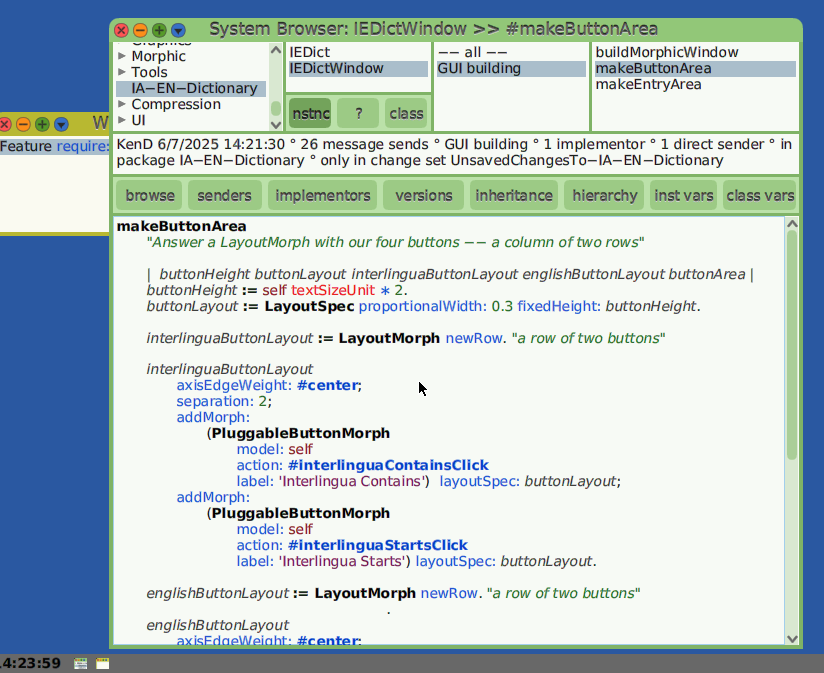 System Browser: IEDictWindow >> #makeButtonArea
Morphic
Tools
IA-EN-Dictionary
Compression
UI
IEDict
IEDictWindow
nstnc ? class
-- all --
GUI building
buildMorphicWindow
makeButtonArea
makeEntryArea
W
Feature require:
KenD 6/7/2025 14:21:30 ° 26 message sends ° GUI building ° 1 implementor ° 1 direct sender ° in
package IA-EN-Dictionary ° only in change set UnsavedChangesTo-IA-EN-Dictionary
browse senders implementors versions inheritance hierarchy inst vars class vars
makeButtonArea
"Answer a LayoutMorph with our four buttons -- a column of two rows"
| buttonHeight buttonLayout interlinguaButtonLayout englishButtonLayout buttonArea |
buttonHeight := self textSizeUnit * 2.
buttonLayout := LayoutSpec proportionalWidth: 0.3 fixedHeight: buttonHeight.
interlinguaButtonLayout := LayoutMorph newRow. "a row of two buttons"
interlinguaButtonLayout
axisEdgeWeight: #center;
separation: 2;
addMorph:
(PluggableButtonMorph
model: self
action: #interlinguaContainsClick
label: 'Interlingua Contains') layoutSpec: buttonLayout;
addMorph:
(PluggableButtonMorph
model: self
action: #interlinguaStartsClick
label: 'Interlingua Starts') layoutSpec: buttonLayout.
englishButtonLayout := LayoutMorph newRow. "a row of two buttons"
.
englishButtonLayout
axisEdgeWeight: #center;
4:23:59